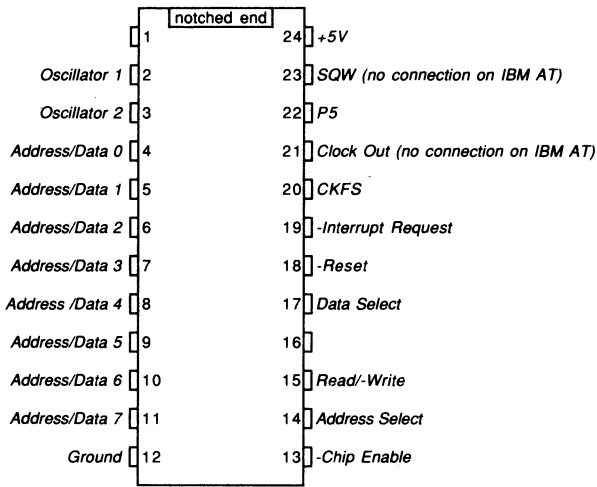 notched end
1 24 +5V
Oscillator 1 2 23 SQW (no connection on IBM AT)
Oscillator 2 3 22 P5
Address/Data 0 4 21 Clock Out (no connection on IBM AT)
Address/Data 1 5 20 CKFS
Address/Data 2 6 19 -Interrupt Request
Address/Data 3 7 18 -Reset
Address /Data 4 8 17 Data Select
Address/Data 5 9 16
Address/Data 6 10 15 Read/-Write
Address/Data 7 11 14 Address Select
Ground 12 13 -Chip Enable